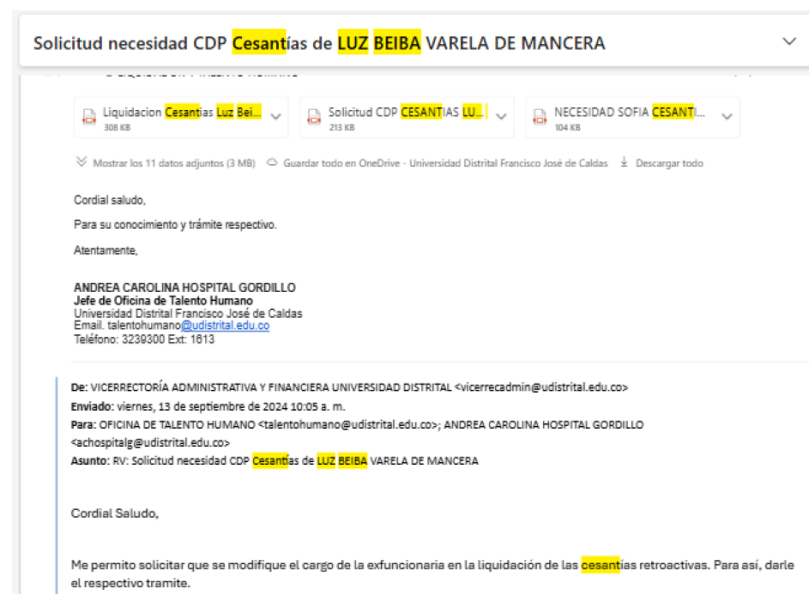 Solicitud necesidad CDP Cesantías de LUZ BEIBA VARELA DE MANCERA
Liquidacion Cesantias Luz Bei...
308 KB
Solicitud CDP CESANTIAS LU...
213 KB
NECESIDAD SOFIA CESANTI...
104 KB
Mostrar los 11 datos adjuntos (3 MB) Guardar todo en OneDrive - Universidad Distrital Francisco José de Caldas Descargar todo
Cordial saludo,
Para su conocimiento y trámite respectivo.
Atentamente,
ANDREA CAROLINA HOSPITAL GORDILLO
Jefe de Oficina de Talento Humano
Universidad Distrital Francisco José de Caldas
Email. talentohumano@udistrital.edu.co
Teléfono: 3239300 Ext: 1613
De: VICERRECTORÍA ADMINISTRATIVA Y FINANCIERA UNIVERSIDAD DISTRITAL <vicerrecadmin@udistrital.edu.co>
Enviado: viernes, 13 de septiembre de 2024 10:05 a. m.
Para: OFICINA DE TALENTO HUMANO <talentohumano@udistrital.edu.co>; ANDREA CAROLINA HOSPITAL GORDILLO
<achospitalg@udistrital.edu.co>
Asunto: RV: Solicitud necesidad CDP Cesantías de LUZ BEIBA VARELA DE MANCERA
Cordial Saludo,
Me permito solicitar que se modifique el cargo de la exfuncionaria en la liquidación de las cesantías retroactivas. Para así, darle
el respectivo tramite.